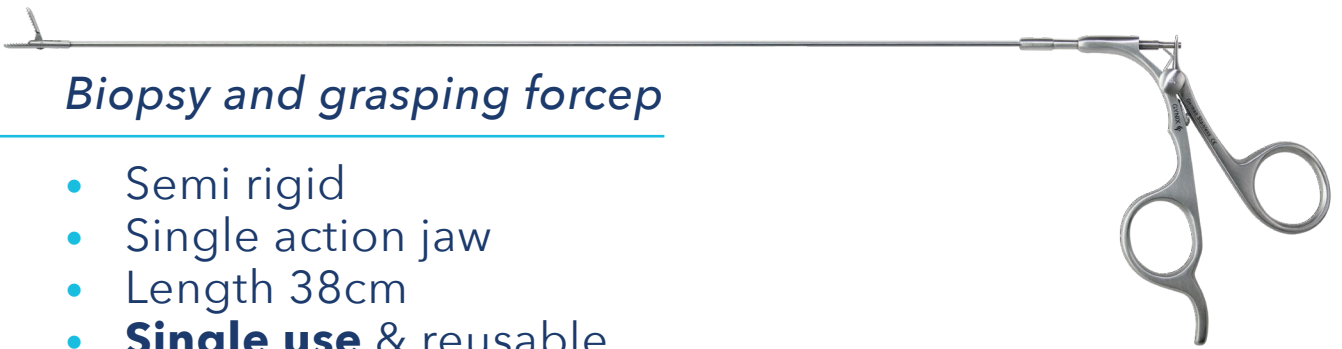 Biopsy and grasping forcep
• Semi rigid
• Single action jaw
• Length 38cm
• Single use & reusable